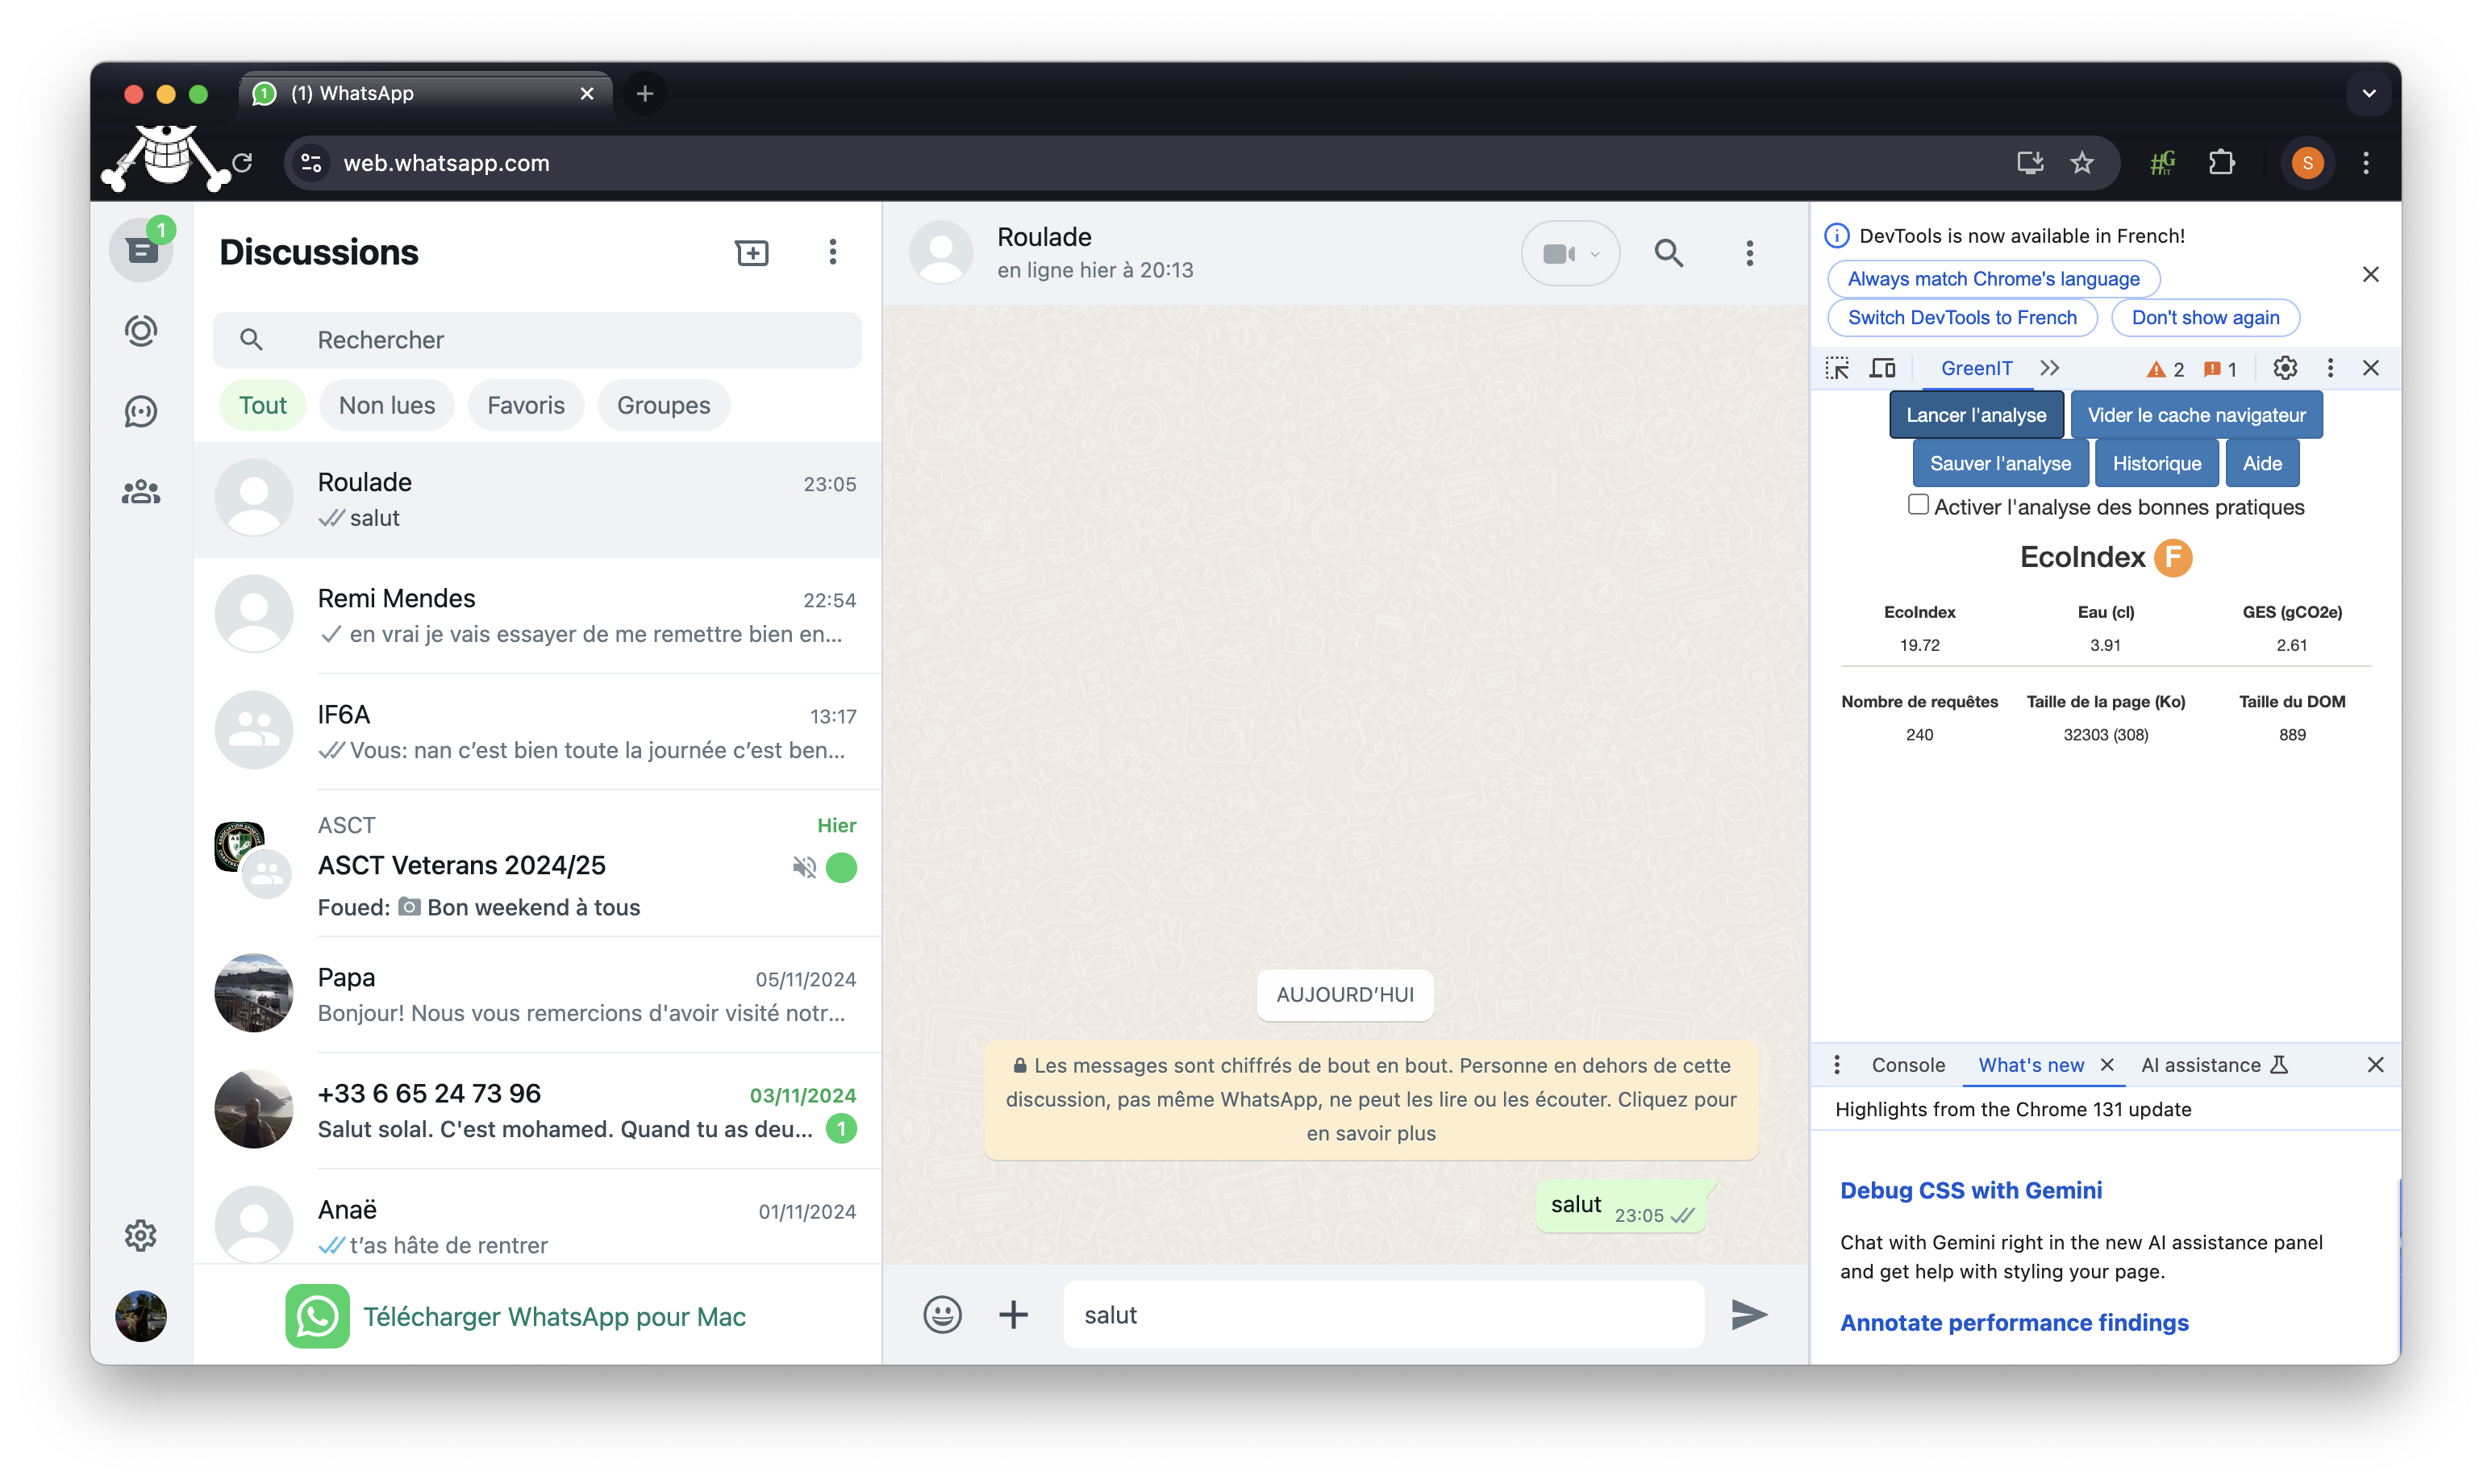 (1) WhatsApp
web.whatsapp.com
S
1
Discussions
Rechercher
Tout
Non lues
Favoris
Groupes
Roulade
23:05
salut
Remi Mendes
22:54
en vrai je vais essayer de me remettre bien en...
IF6A
13:17
Vous: nan c’est bien toute la journée c’est ben...
ASCT
Hier
ASCT Veterans 2024/25
Foued: Bon weekend à tous
Papa
05/11/2024
Bonjour! Nous vous remercions d'avoir visité notr...
+33 6 65 24 73 96
03/11/2024
Salut solal. C'est mohamed. Quand tu as deu...
1
Anaë
01/11/2024
t’as hâte de rentrer
Télécharger WhatsApp pour Mac
Roulade
en ligne hier à 20:13
AUJOURD’HUI
Les messages sont chiffrés de bout en bout. Personne en dehors de cette
discussion, pas même WhatsApp, ne peut les lire ou les écouter. Cliquez pour
en savoir plus
salut 23:05
salut
DevTools is now available in French!
Always match Chrome's language
Switch DevTools to French
Don't show again
GreenIT
2
1
Lancer l'analyse
Vider le cache navigateur
Sauver l'analyse
Historique
Aide
Activer l'analyse des bonnes pratiques
EcoIndex F
EcoIndex
Eau (cl)
GES (gCO2e)
19.72
3.91
2.61
Nombre de requêtes
Taille de la page (Ko)
Taille du DOM
240
32303 (308)
889
Console
What's new
AI assistance
Highlights from the Chrome 131 update
Debug CSS with Gemini
Chat with Gemini right in the new AI assistance panel
and get help with styling your page.
Annotate performance findings